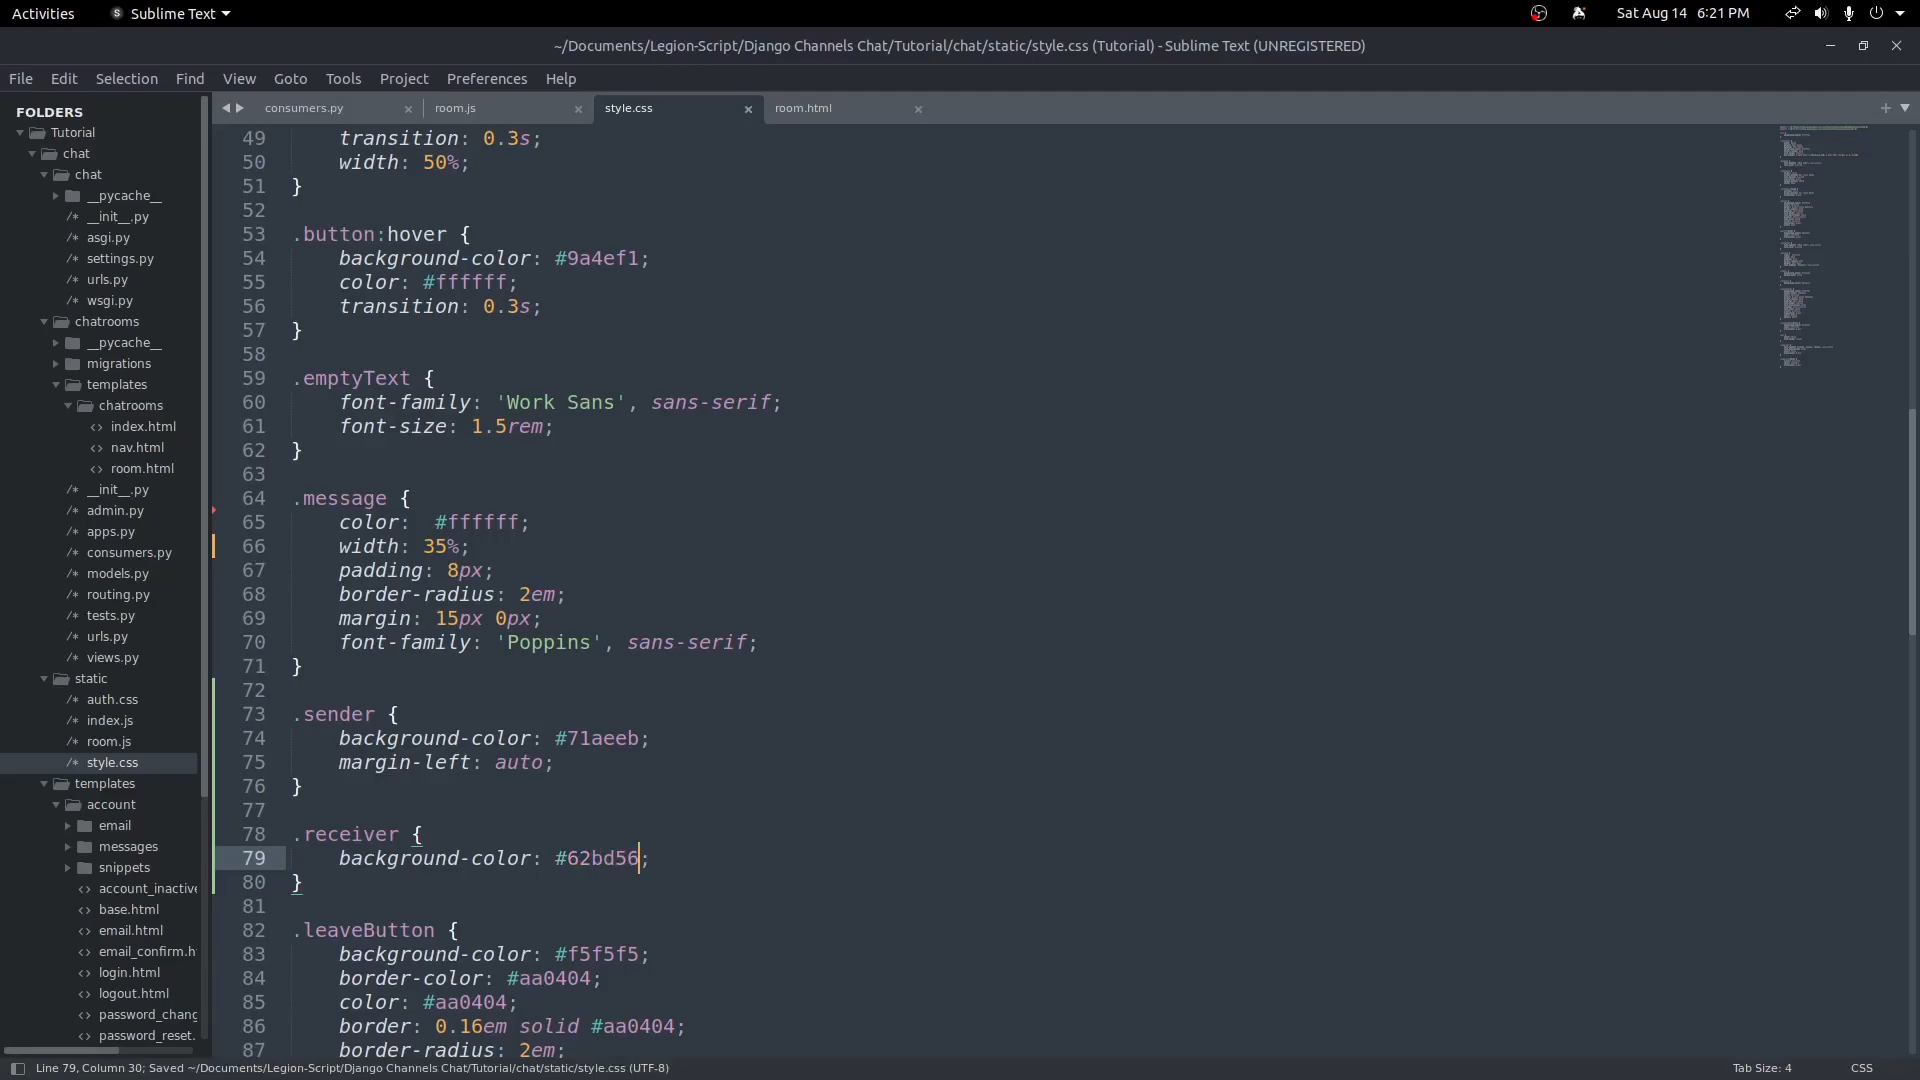 Activities
Sublime Text
Sat Aug 14 6:21 PM
~/Documents/Legion-Script/Django Channels Chat/Tutorial/chat/static/style.css (Tutorial) - Sublime Text (UNREGISTERED)
File Edit Selection Find View Goto Tools Project Preferences Help
FOLDERS
Tutorial
chat
chat
__pycache__
__init__.py
asgi.py
settings.py
urls.py
wsgi.py
chatrooms
__pycache__
migrations
templates
chatrooms
index.html
nav.html
room.html
__init__.py
admin.py
apps.py
consumers.py
models.py
routing.py
tests.py
urls.py
views.py
static
auth.css
index.js
room.js
style.css
templates
account
email
messages
snippets
account_inactive
base.html
email.html
email_confirm.h
login.html
logout.html
password_chang
password_reset.
consumers.py room.js style.css room.html
49 transition: 0.3s;
50 width: 50%;
51 }
52
53 .button:hover {
54 background-color: #9a4ef1;
55 color: #ffffff;
56 transition: 0.3s;
57 }
58
59 .emptyText {
60 font-family: 'Work Sans', sans-serif;
61 font-size: 1.5rem;
62 }
63
64 .message {
65 color:  #ffffff;
66 width: 35%;
67 padding: 8px;
68 border-radius: 2em;
69 margin: 15px 0px;
70 font-family: 'Poppins', sans-serif;
71 }
72
73 .sender {
74 background-color: #71aeeb;
75 margin-left: auto;
76 }
77
78 .receiver {
79 background-color: #62bd56;
80 }
81
82 .leaveButton {
83 background-color: #f5f5f5;
84 border-color: #aa0404;
85 color: #aa0404;
86 border: 0.16em solid #aa0404;
87 border-radius: 2em;
Line 79, Column 30; Saved ~/Documents/Legion-Script/Django Channels Chat/Tutorial/chat/static/style.css (UTF-8)
Tab Size: 4
CSS